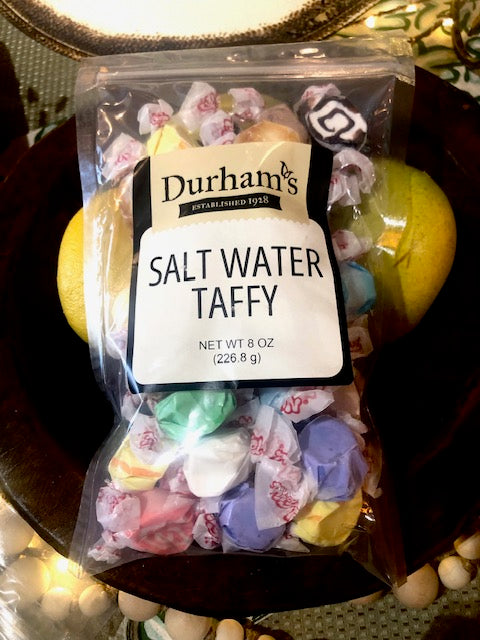 Durham's
ESTABLISHED 1928
SALT WATER
TAFFY
NET WT 8 OZ
(226.8 g)